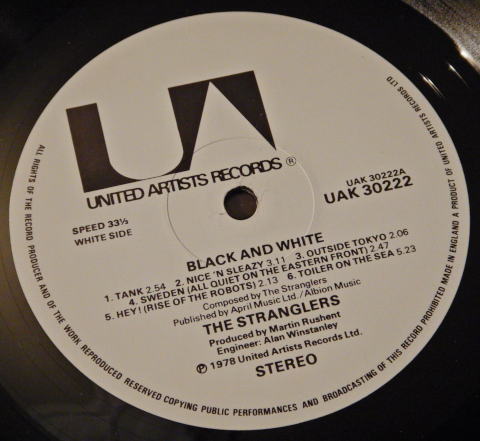 UA
UNITED ARTISTS RECORDS ®
SPEED 33⅓
WHITE SIDE
UAK 30222A
UAK 30222
BLACK AND WHITE
1. TANK 2.54 2. NICE 'N SLEAZY 3.11 3. OUTSIDE TOKYO 2.06
4. SWEDEN (ALL QUIET ON THE EASTERN FRONT) 2.47
5. HEY! (RISE OF THE ROBOTS) 2.13 6. TOILER ON THE SEA 5.23
Composed by The Stranglers
Published by April Music Ltd./Albion Music
THE STRANGLERS
Produced by Martin Rushent
Engineer: Alan Winstanley
℗ 1978 United Artists Records Ltd.
STEREO
ALL RIGHTS OF THE RECORD PRODUCER AND OF THE OWNER OF THE WORK REPRODUCED RESERVED COPYING PUBLIC PERFORMANCES AND BROADCASTING OF THIS RECORD PROHIBITED MADE IN ENGLAND A PRODUCT OF UNITED ARTISTS RECORDS LTD